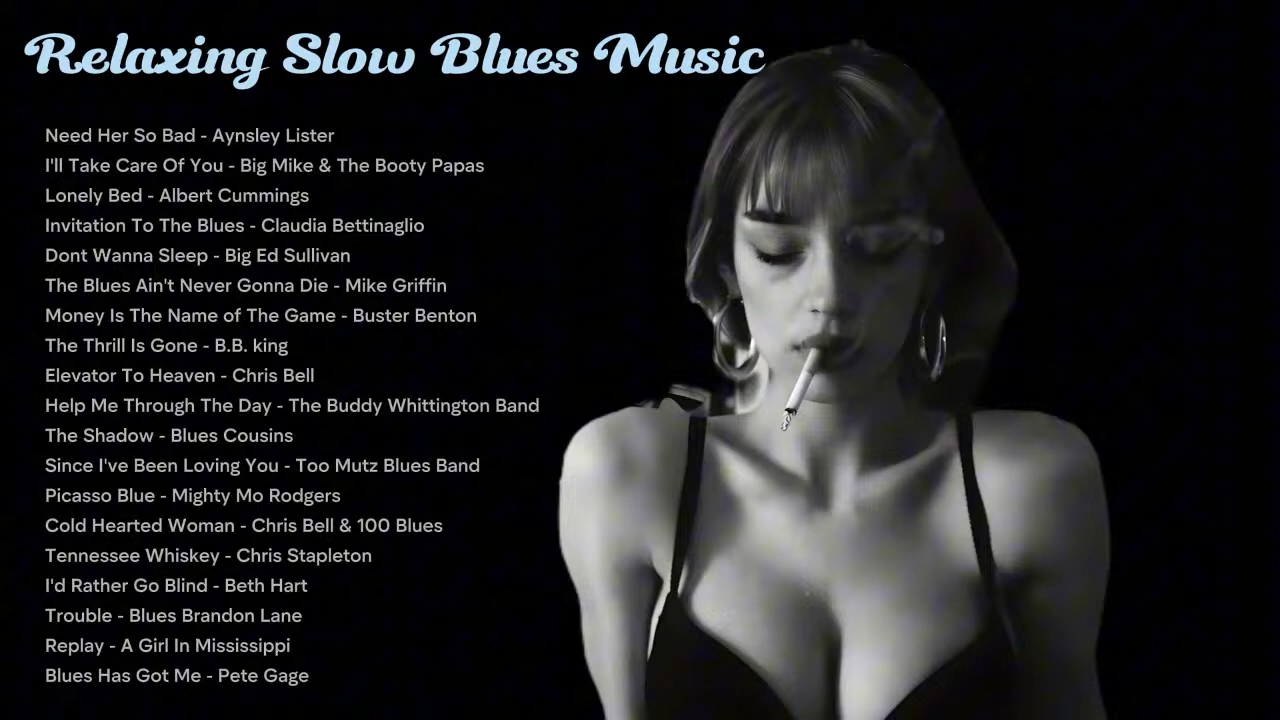 Relaxing Slow Blues Music
Need Her So Bad - Aynsley Lister
I'll Take Care Of You - Big Mike & The Booty Papas
Lonely Bed - Albert Cummings
Invitation To The Blues - Claudia Bettinaglio
Dont Wanna Sleep - Big Ed Sullivan
The Blues Ain't Never Gonna Die - Mike Griffin
Money Is The Name of The Game - Buster Benton
The Thrill Is Gone - B.B. king
Elevator To Heaven - Chris Bell
Help Me Through The Day - The Buddy Whittington Band
The Shadow - Blues Cousins
Since I've Been Loving You - Too Mutz Blues Band
Picasso Blue - Mighty Mo Rodgers
Cold Hearted Woman - Chris Bell & 100 Blues
Tennessee Whiskey - Chris Stapleton
I'd Rather Go Blind - Beth Hart
Trouble - Blues Brandon Lane
Replay - A Girl In Mississippi
Blues Has Got Me - Pete Gage